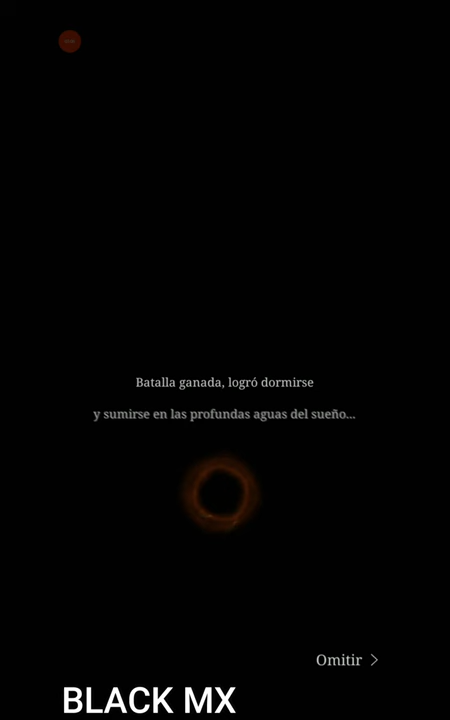 Batalla ganada, logró dormirse
y sumirse en las profundas aguas del sueño...
Omitir
BLACK MX